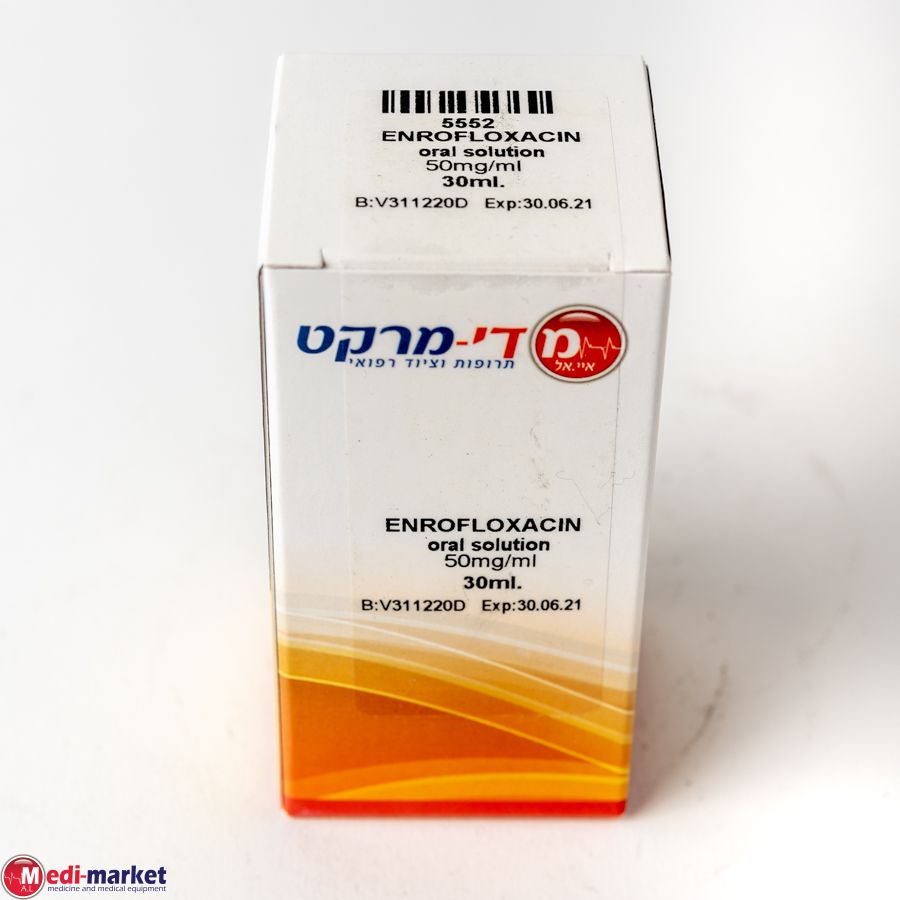 5552
ENROFLOXACIN
oral solution
50mg/ml
30ml.
B:V311220D Exp:30.06.21
די-מרקט
תרופות וציוד רפואי
מ
איי.אל
ENROFLOXACIN
oral solution
50mg/ml
30ml.
B:V311220D Exp:30.06.21
Medi-market
A.L
medicine and medical equipment